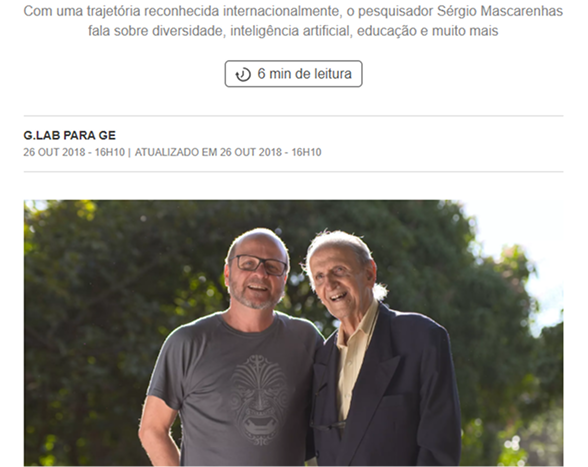 Com uma trajetória reconhecida internacionalmente, o pesquisador Sérgio Mascarenhas
fala sobre diversidade, inteligência artificial, educação e muito mais
6 min de leitura
G.LAB PARA GE
26 OUT 2018 - 16H10 | ATUALIZADO EM 26 OUT 2018 - 16H10